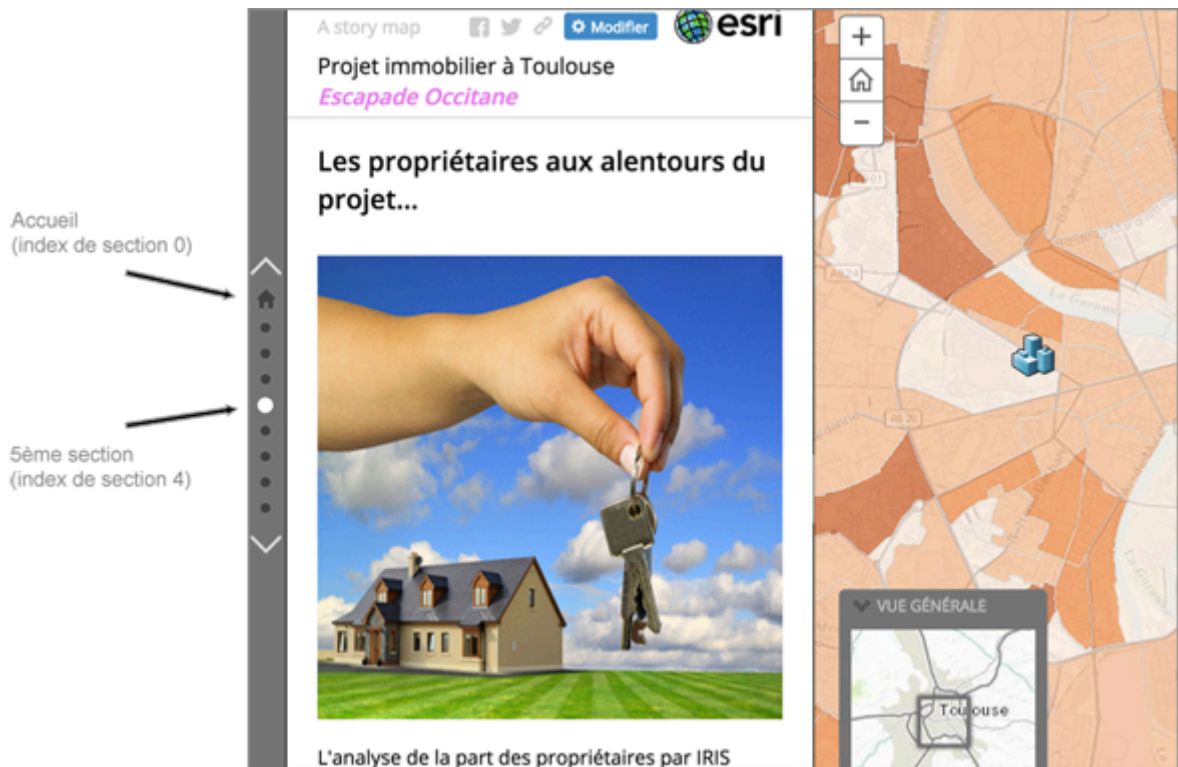 A story map
Modifier
esri
Projet immobilier à Toulouse
Escapade Occitane
Les propriétaires aux alentours du
projet...
Accueil
(index de section 0)
5ème section
(index de section 4)
L'analyse de la part des propriétaires par IRIS
A624
La Garonne
A620
VUE GÉNÉRALE
Toulouse